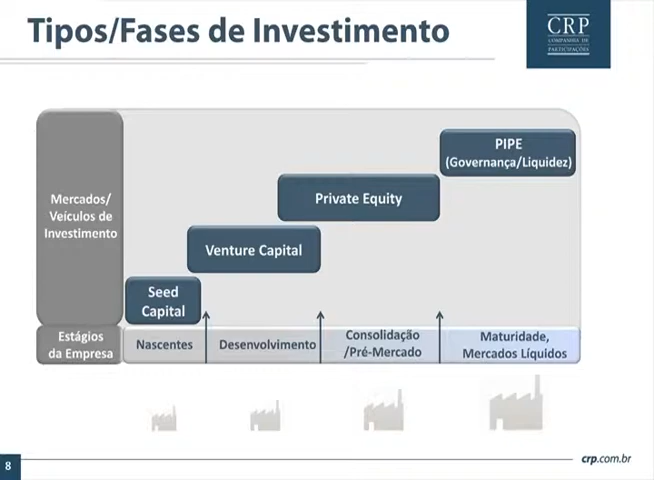 Tipos/Fases de Investimento
CRP
COMPANHIA DE
PARTICIPAÇÕES
PIPE
(Governança/Liquidez)
Mercados/
Veículos de
Investimento
Private Equity
Venture Capital
Seed
Capital
Estágios
da Empresa
Nascentes
Desenvolvimento
Consolidação
/Pré-Mercado
Maturidade,
Mercados Líquidos
8
crp.com.br